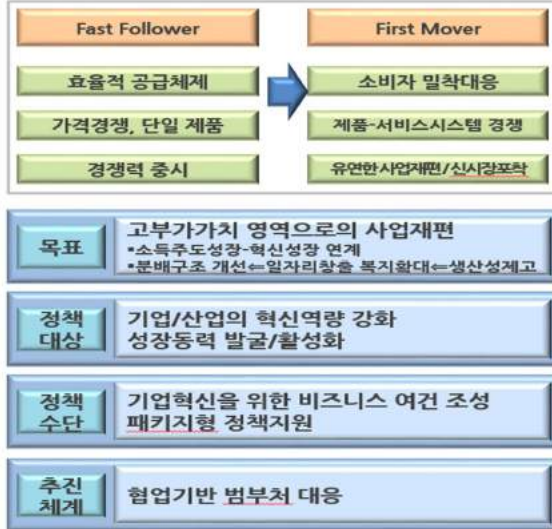 Fast Follower
First Mover
효율적 공급체제
소비자 밀착대응
가격경쟁, 단일 제품
제품-서비스시스템 경쟁
경쟁력 중시
유연한 사업재편/신시장포착
목표
고부가가치 영역으로의 사업재편
▪소득주도성장-혁신성장 연계
▪분배구조 개선⇐일자리창출 복지확대⇐생산성제고
정책
대상
기업/산업의 혁신역량 강화
성장동력 발굴/활성화
정책
수단
기업혁신을 위한 비즈니스 여건 조성
패키지형 정책지원
추진
체계
협업기반 범부처 대응